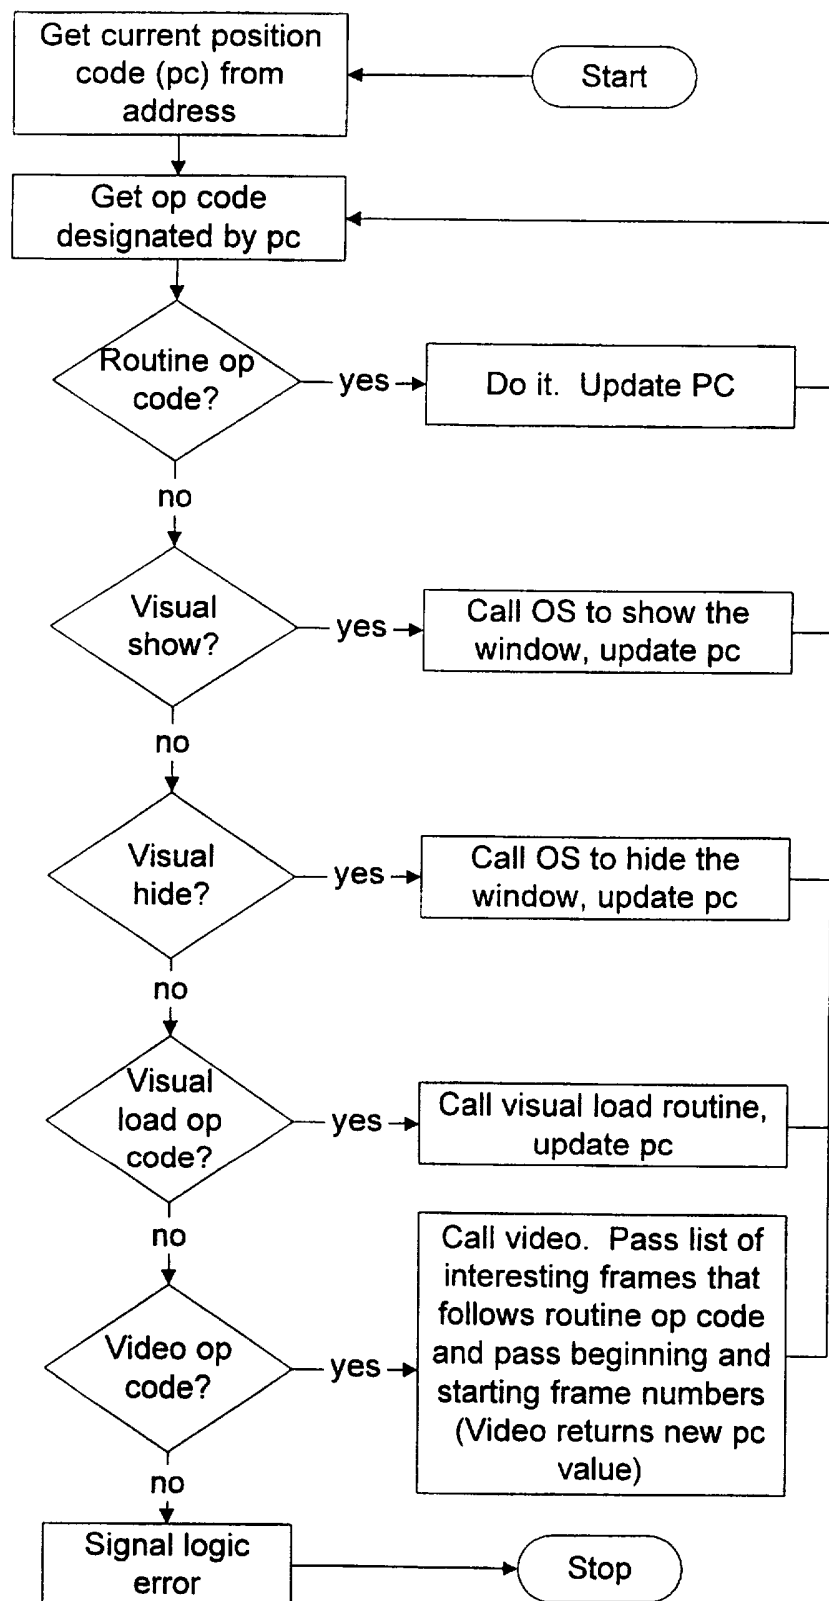 Get current position
code (pc) from
address
Start
Get op code
designated by pc
Routine op
code?
yes
Do it. Update PC
no
Visual
show?
yes
Call OS to show the
window, update pc
no
Visual
hide?
yes
Call OS to hide the
window, update pc
no
Visual
load op
code?
yes
Call visual load routine,
update pc
no
Video op
code?
yes
Call video. Pass list of
interesting frames that
follows routine op code
and pass beginning and
starting frame numbers
(Video returns new pc
value)
no
Signal logic
error
Stop